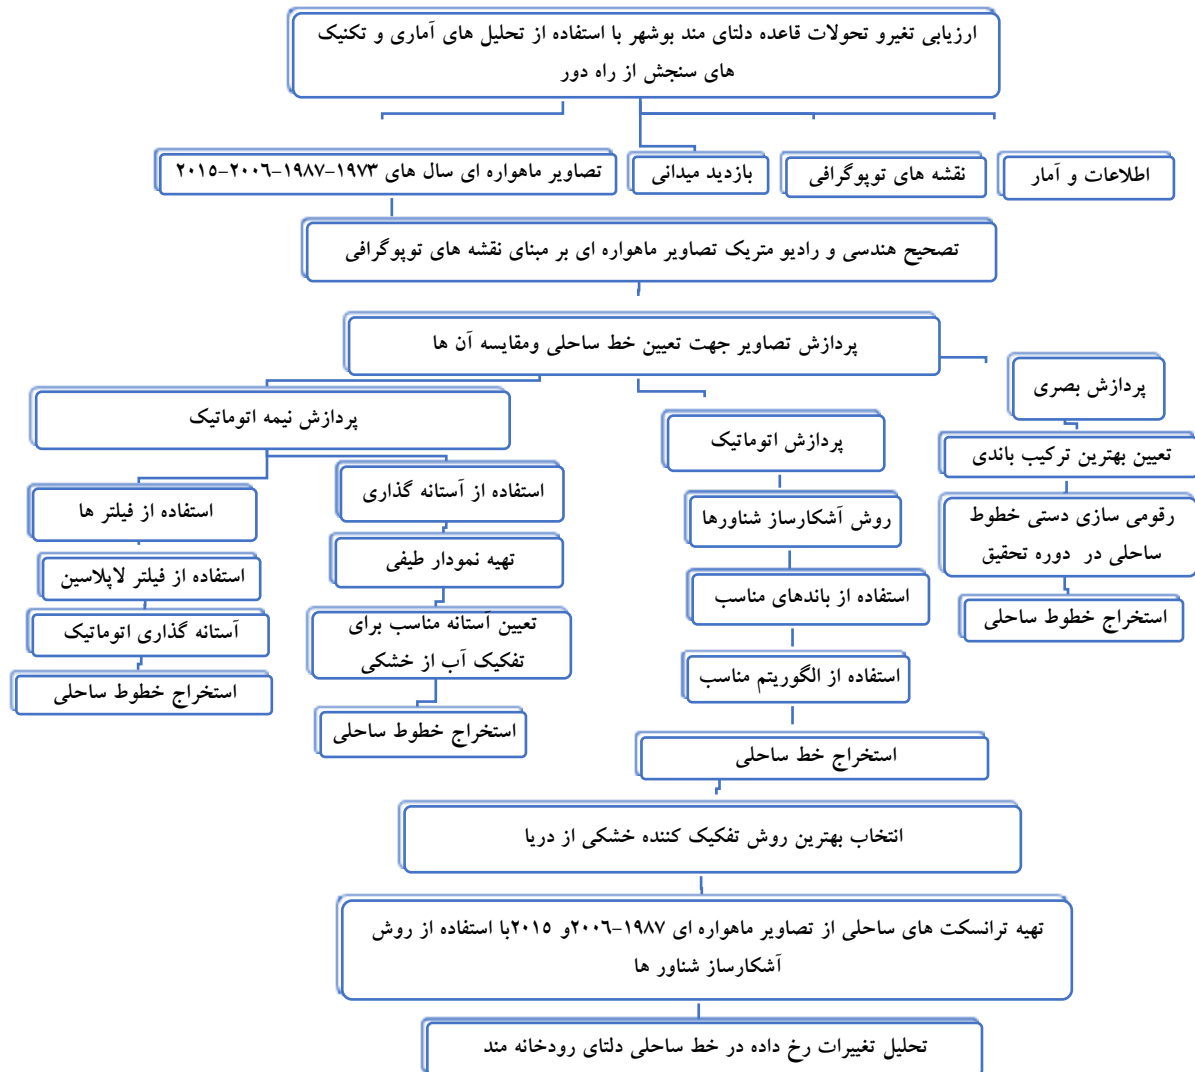 ارزیابی تغیرو تحولات قاعده دلتای مند بوشهر با استفاده از تحلیل های آماری و تکنیک
های سنجش از راه دور
اطلاعات و آمار
نقشه های توپوگرافی
بازدید میدانی
تصاویر ماهواره ای سال های ۱۹۷۳-۱۹۸۷-۲۰۰۶-۲۰۱۵
تصحیح هندسی و رادیو متریک تصاویر ماهواره ای بر مبنای نقشه های توپوگرافی
پردازش تصاویر جهت تعیین خط ساحلی ومقایسه آن ها
پردازش بصری
تعیین بهترین ترکیب باندی
رقومی سازی دستی خطوط
ساحلی در دوره تحقیق
استخراج خطوط ساحلی
پردازش اتوماتیک
روش آشکارساز شناورها
استفاده از باندهای مناسب
استفاده از الگوریتم مناسب
استخراج خط ساحلی
پردازش نیمه اتوماتیک
استفاده از آستانه گذاری
تهیه نمودار طیفی
تعیین آستانه مناسب برای
تفکیک آب از خشکی
استخراج خطوط ساحلی
استفاده از فیلتر ها
استفاده از فیلتر لاپلاسین
آستانه گذاری اتوماتیک
استخراج خطوط ساحلی
انتخاب بهترین روش تفکیک کننده خشکی از دریا
تهیه ترانسکت های ساحلی از تصاویر ماهواره ای ۱۹۸۷-۲۰۰۶و ۲۰۱۵با استفاده از روش
آشکارساز شناور ها
تحلیل تغییرات رخ داده در خط ساحلی دلتای رودخانه مند